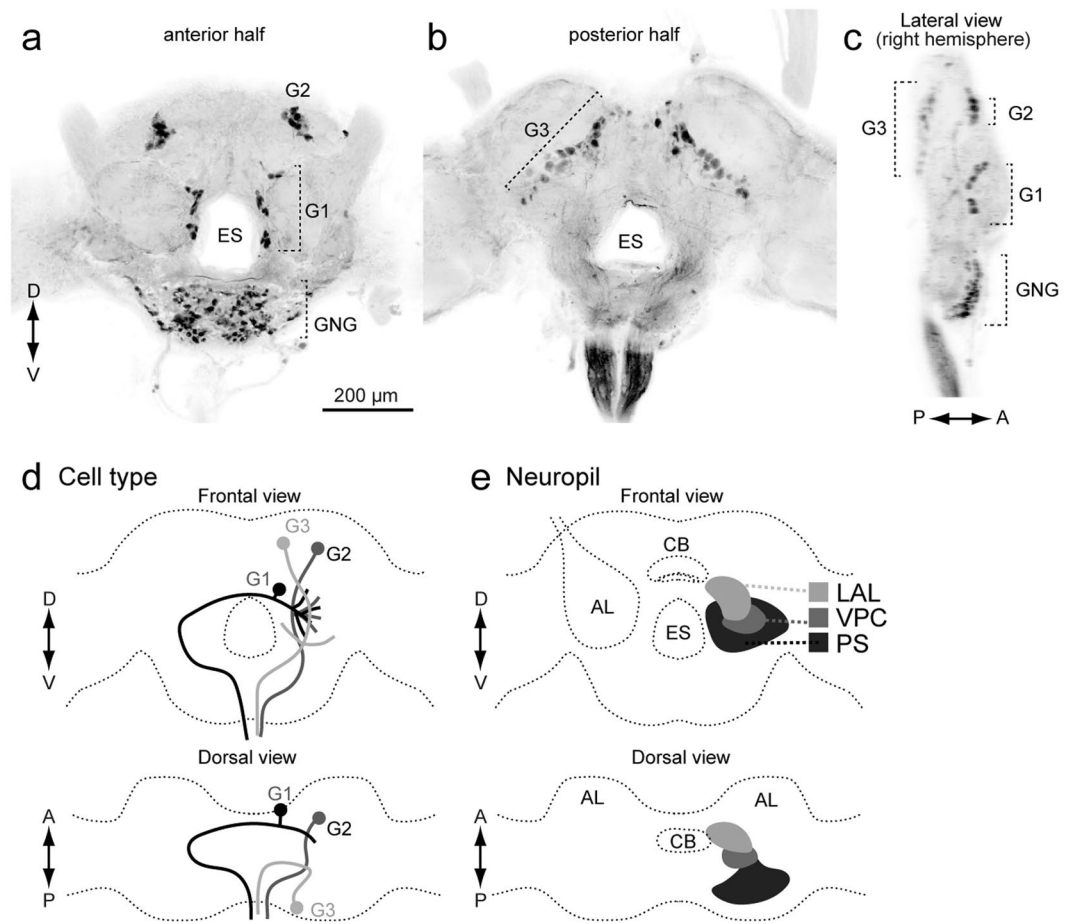 a
anterior half
G2
G1
ES
GNG
D
V
200 µm
b
posterior half
G3
ES
c
Lateral view
(right hemisphere)
G3
G2
G1
GNG
P
A
d Cell type
Frontal view
G3
G2
G1
D
V
Dorsal view
G1
G2
G3
A
P
e Neuropil
Frontal view
CB
AL
ES
LAL
VPC
PS
D
V
Dorsal view
AL
AL
CB
A
P